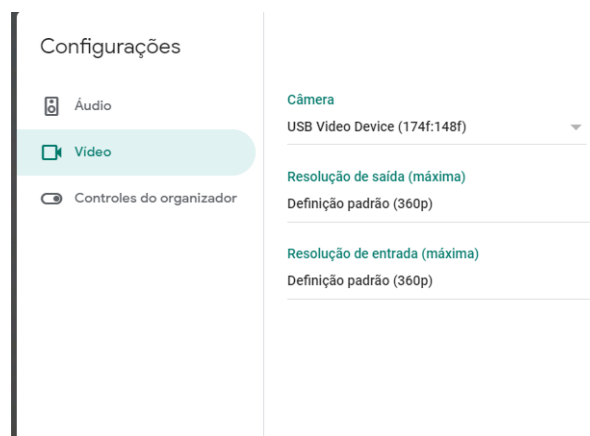 Configurações
Áudio
Vídeo
Controles do organizador
Câmera
USB Video Device (174f:148f)
Resolução de saída (máxima)
Definição padrão (360p)
Resolução de entrada (máxima)
Definição padrão (360p)